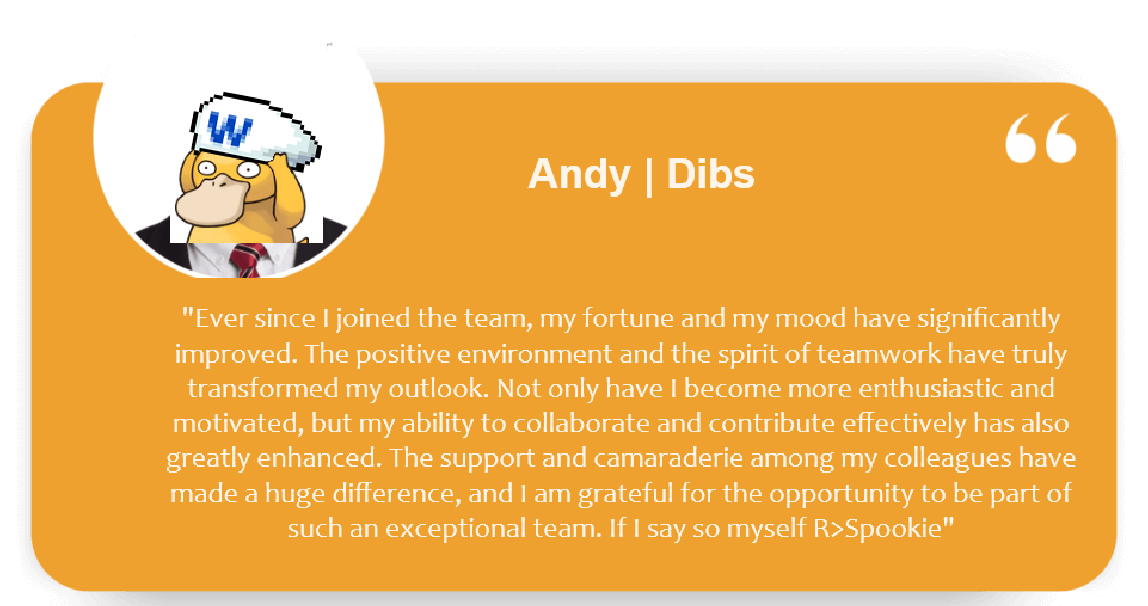 W
Andy | Dibs
"Ever since I joined the team, my fortune and my mood have significantly
improved. The positive environment and the spirit of teamwork have truly
transformed my outlook. Not only have I become more enthusiastic and
motivated, but my ability to collaborate and contribute effectively has also
greatly enhanced. The support and camaraderie among my colleagues have
made a huge difference, and I am grateful for the opportunity to be part of
such an exceptional team. If I say so myself R>Spookie"